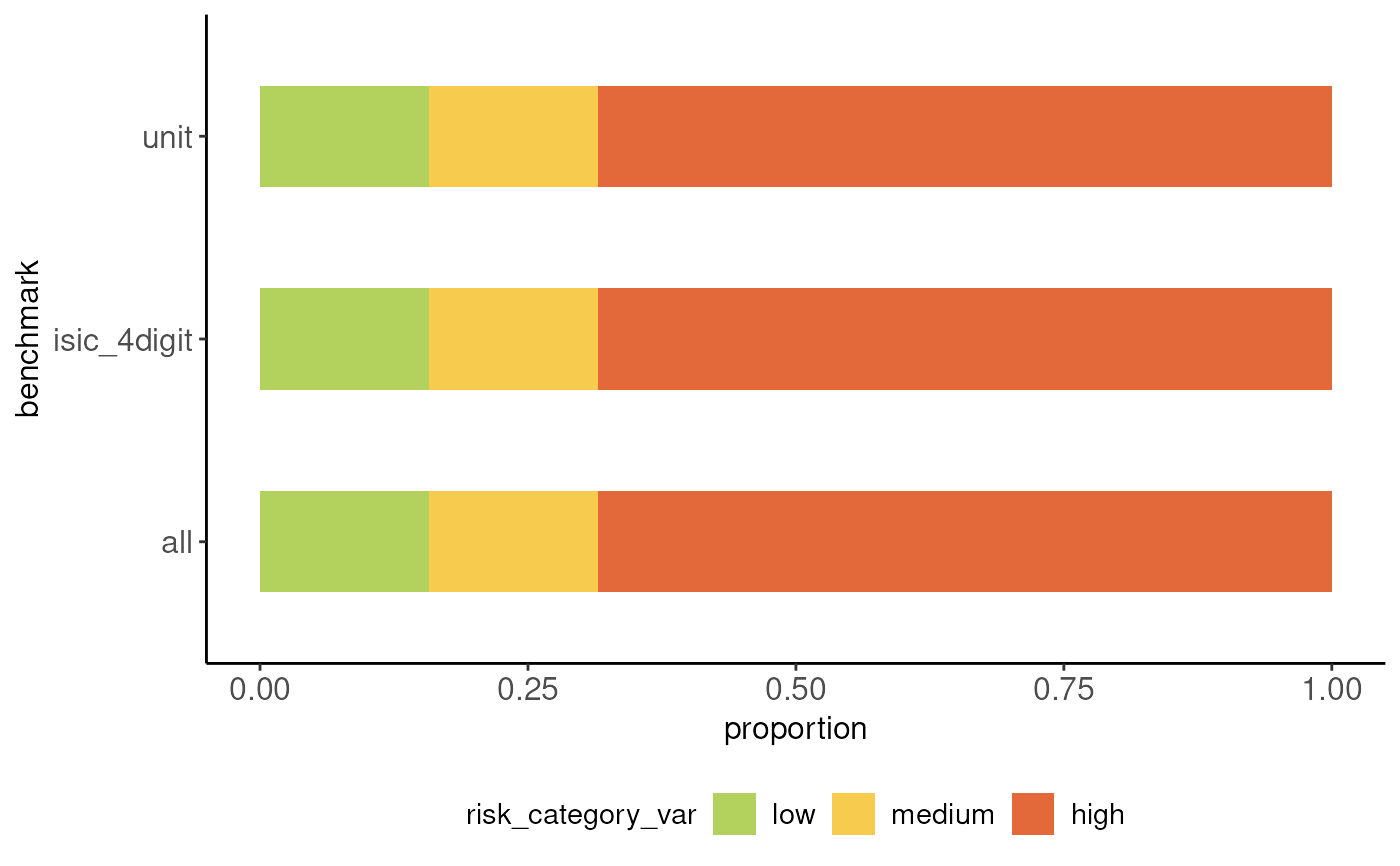 unit
isic_4digit
all
benchmark
0.00 0.25 0.50 0.75 1.00
proportion
risk_category_var low medium high